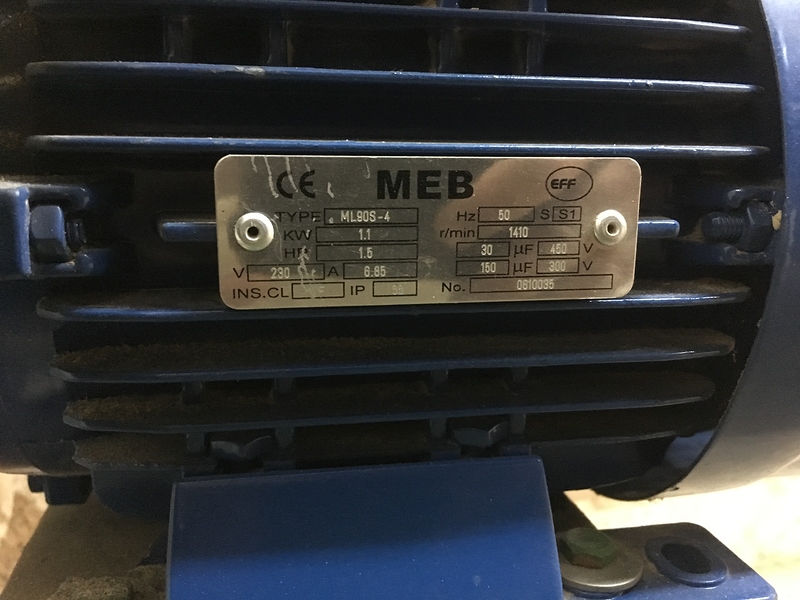 CE MEB EFF
TYPE ML90S-4 Hz 50 S S1
KW 1.1 r/min 1410
HP 1.5 30 µF 450 V
V 230 A 6.85 150 µF 300 V
INS.CL F IP No. 0610035